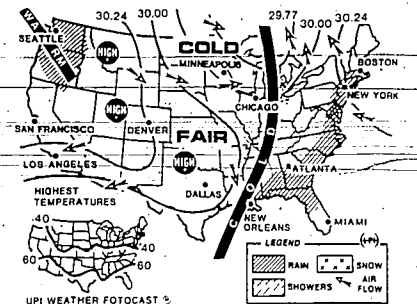 30.24 30.00 29.77 30.00 30.24
WARM
SEATTLE
HIGH
COLD
MINNEAPOLIS
BOSTON
CHICAGO
NEW YORK
HIGH
SAN FRANCISCO
DENVER
FAIR
COLD
LOS ANGELES
HIGH
ATLANTA
HIGHEST
TEMPERATURES
DALLAS
NEW
ORLEANS
MIAMI
40
40
60
60
LEGEND
RAIN
SNOW
SHOWERS
AIR
FLOW
UPI WEATHER FOTOCAST ®